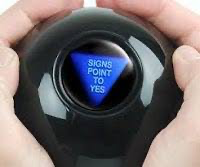 SIGNS
POINT
TO
YES